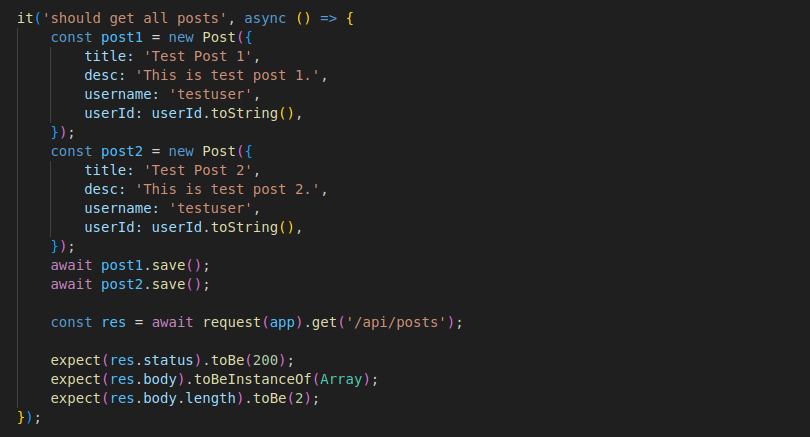 it('should get all posts', async () => {
    const post1 = new Post({
        title: 'Test Post 1',
        desc: 'This is test post 1.',
        username: 'testuser',
        userId: userId.toString(),
    });
    const post2 = new Post({
        title: 'Test Post 2',
        desc: 'This is test post 2.',
        username: 'testuser',
        userId: userId.toString(),
    });
    await post1.save();
    await post2.save();

    const res = await request(app).get('/api/posts');

    expect(res.status).toBe(200);
    expect(res.body).toBeInstanceOf(Array);
    expect(res.body.length).toBe(2);
});